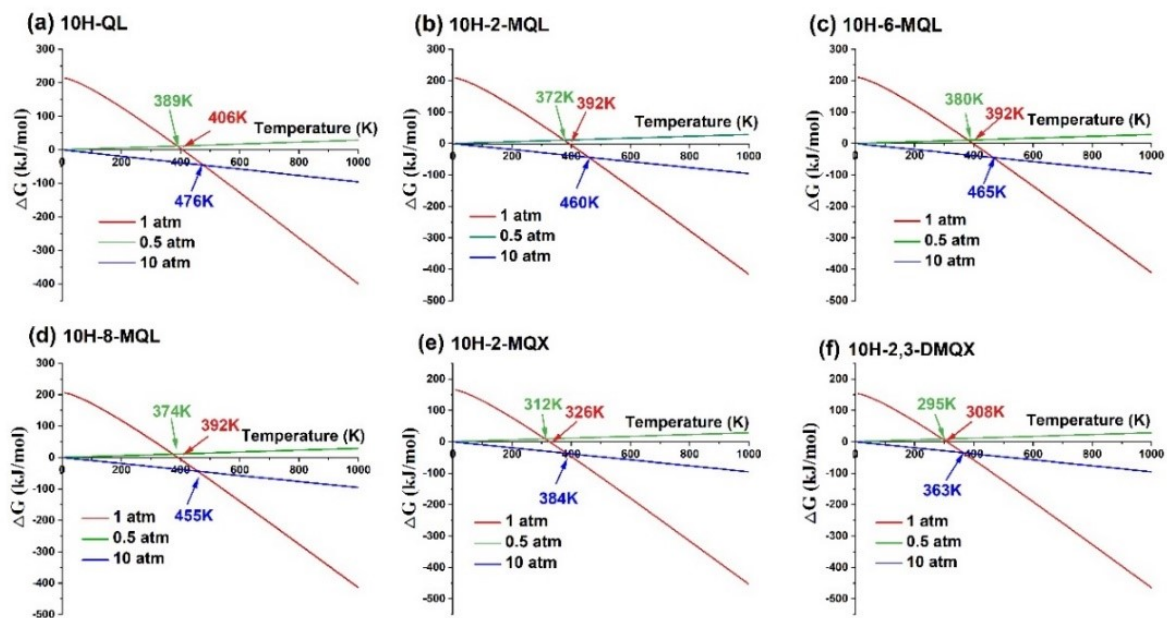 (a) 10H-QL
300
200
100
0
-100
-200
-300
-400
ΔG (kJ/mol)
389K
406K
Temperature (K)
0 200 400 600 800 1000
476K
1 atm
0.5 atm
10 atm
(b) 10H-2-MQL
300
200
100
0
-100
-200
-300
-400
-500
ΔG (kJ/mol)
372K
392K
Temperature (K)
0 200 400 600 800 1000
460K
1 atm
0.5 atm
10 atm
(c) 10H-6-MQL
300
200
100
0
-100
-200
-300
-400
-500
ΔG (kJ/mol)
380K
392K
Temperature (K)
0 200 400 600 800 1000
465K
1 atm
0.5 atm
10 atm
(d) 10H-8-MQL
300
200
100
0
-100
-200
-300
-400
-500
ΔG (kJ/mol)
374K
392K
Temperature (K)
0 200 400 600 800 1000
455K
1 atm
0.5 atm
10 atm
(e) 10H-2-MQX
200
100
0
-100
-200
-300
-400
-500
ΔG (kJ/mol)
312K
326K
Temperature (K)
0 200 400 600 800 1000
384K
1 atm
0.5 atm
10 atm
(f) 10H-2,3-DMQX
200
100
0
-100
-200
-300
-400
-500
ΔG (kJ/mol)
295K
308K
Temperature (K)
0 200 400 600 800 1000
363K
1 atm
0.5 atm
10 atm